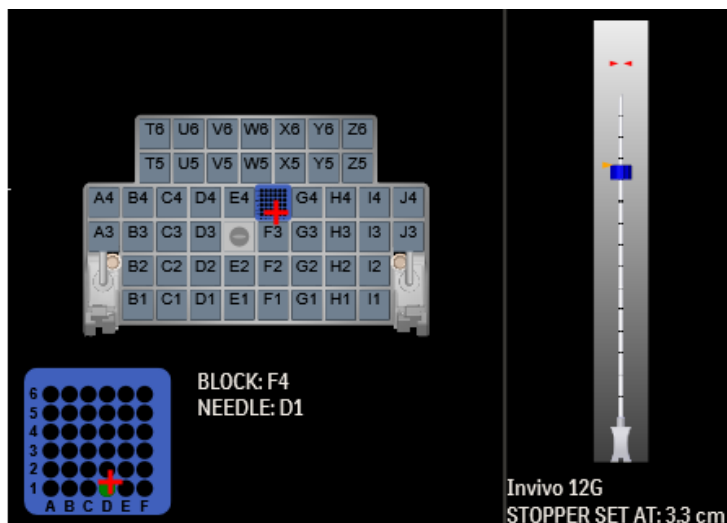 T6 U6 V6 W6 X6 Y6 Z6
T5 U5 V5 W5 X5 Y5 Z5
A4 B4 C4 D4 E4 G4 H4 I4 J4
A3 B3 C3 D3 F3 G3 H3 I3 J3
B2 C2 D2 E2 F2 G2 H2 I2
B1 C1 D1 E1 F1 G1 H1 I1
BLOCK: F4
NEEDLE: D1
6
5
4
3
2
1
A B C D E F
Invivo 12G
STOPPER SET AT: 3.3 cm